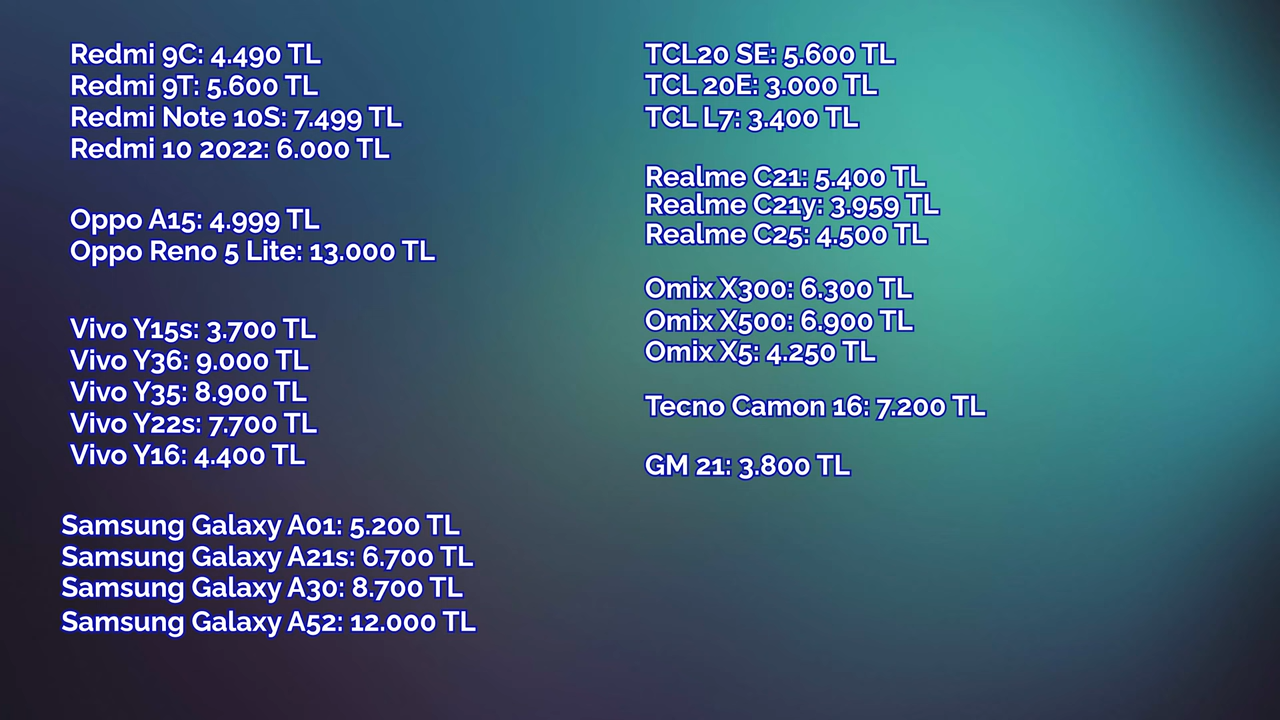 Redmi 9C: 4.490 TL
Redmi 9T: 5.600 TL
Redmi Note 10S: 7.499 TL
Redmi 10 2022: 6.000 TL
Oppo A15: 4.999 TL
Oppo Reno 5 Lite: 13.000 TL
Vivo Y15s: 3.700 TL
Vivo Y36: 9.000 TL
Vivo Y35: 8.900 TL
Vivo Y22s: 7.700 TL
Vivo Y16: 4.400 TL
Samsung Galaxy A01: 5.200 TL
Samsung Galaxy A21s: 6.700 TL
Samsung Galaxy A30: 8.700 TL
Samsung Galaxy A52: 12.000 TL
TCL20 SE: 5.600 TL
TCL 20E: 3.000 TL
TCL L7: 3.400 TL
Realme C21: 5.400 TL
Realme C21y: 3.959 TL
Realme C25: 4.500 TL
Omix X300: 6.300 TL
Omix X500: 6.900 TL
Omix X5: 4.250 TL
Tecno Camon 16: 7.200 TL
GM 21: 3.800 TL